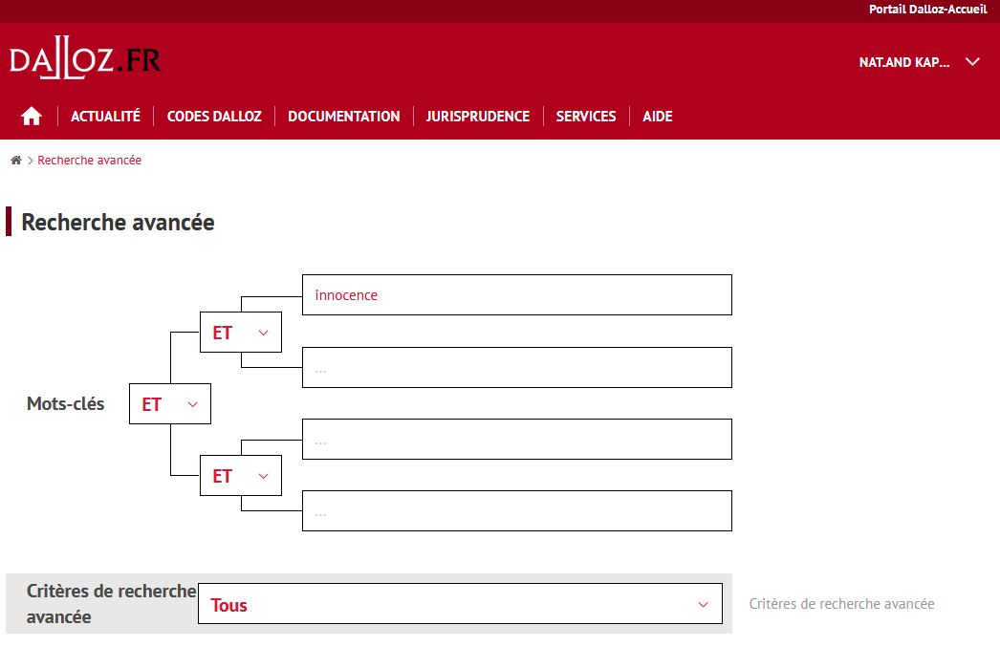 Portail Dalloz-Accueil
DALLOZ.FR
NAT.AND KAP...
ACTUALITÉ CODES DALLOZ DOCUMENTATION JURISPRUDENCE SERVICES AIDE
> Recherche avancée
Recherche avancée
innocence
ET
...
Mots-clés ET
...
ET
...
Critères de recherche
avancée
Tous
Critères de recherche avancée